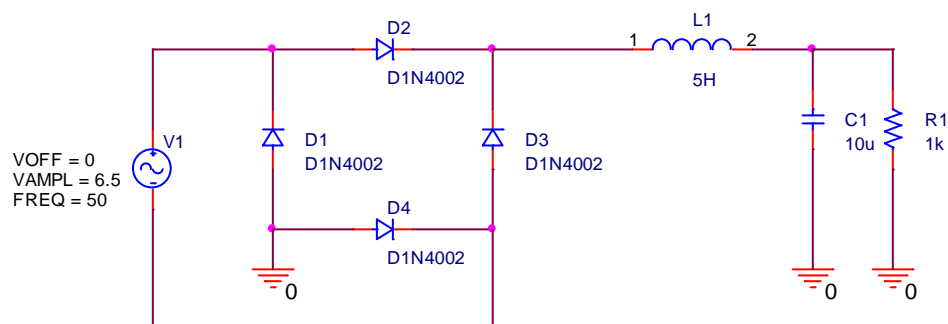 L1
D2
1 2
D1N4002
5H
V1
D1
D1N4002
D3
D1N4002
C1
10u
R1
1k
VOFF = 0
VAMPL = 6.5
FREQ = 50
D4
D1N4002
0
0
0